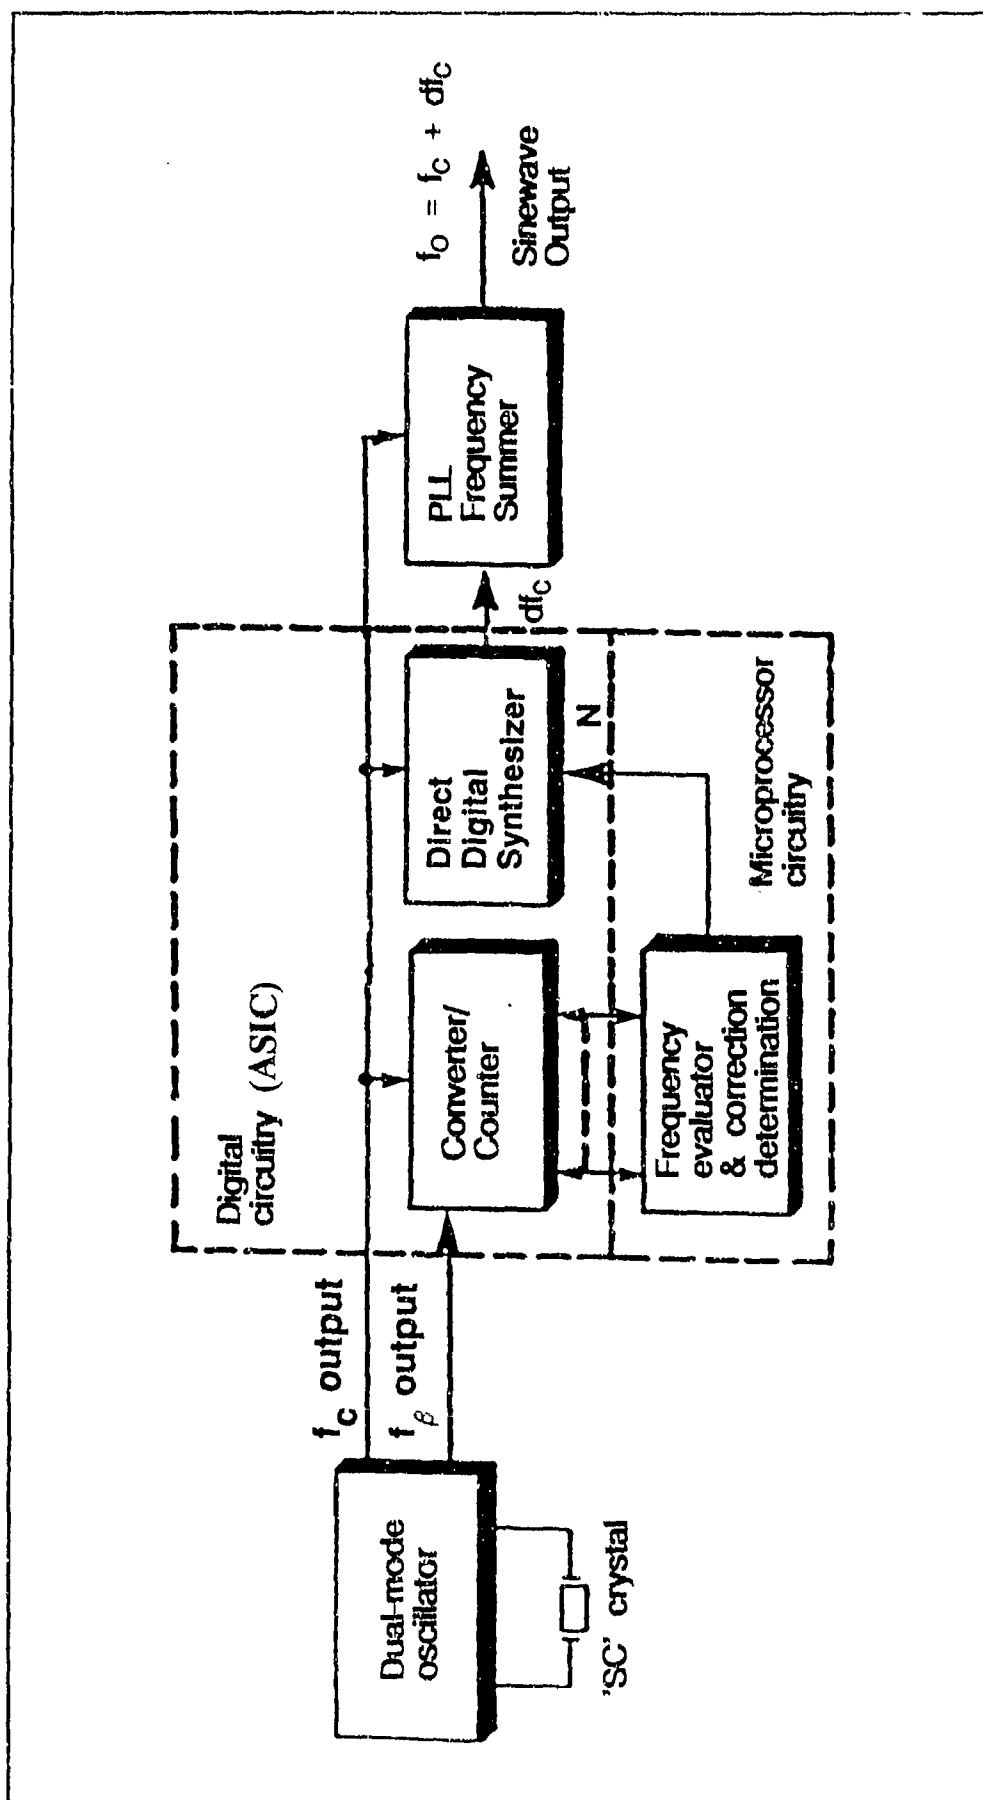 Dual-mode
oscillator
'SC' crystal
f_C output
f_β output
Digital
circuitry (ASIC)
Converter/
Counter
Direct
Digital
Synthesizer
N
Frequency
evaluator
& correction
determination
Microprocessor
circuitry
df_C
PLL
Frequency
Summer
f_O = f_C + df_C
Sinewave
Output